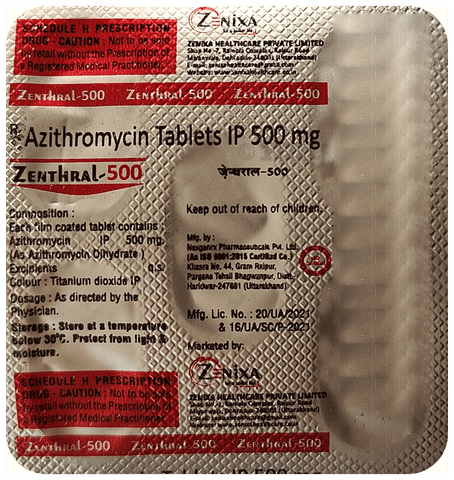 SCHEDULE H PRESCRIPTION
DRUG - CAUTION : Not to be sold
by retail without the Prescription of
a Registered Medical Practitioner.
ZENIXA
ZENIXA HEALTHCARE PRIVATE LIMITED
ZENTHRAL-500 ZENTHRAL-500 ZENTHRAL-500
Azithromycin Tablets IP 500 mg
ZENTHRAL-500
जेन्थराल-500
Composition :
Each film coated tablet contains
Azithromycin IP 500 mg.
(As Azithromycin Dihydrate)
Excipients q.s.
Colour : Titanium dioxide IP
Dosage : As directed by the
Physician.
Storage : Store at a temperature
below 30°C. Protect from light &
moisture.
Keep out of reach of children.
Mfg. by :
Nexgenrx Pharmaceuticals Pvt. Ltd.
(An ISO 9001:2015 Certified Co.)
Khasra No. 44, Gram Raipur,
Pargana Tehsil Bhagwanpur, Distt.
Haridwar-247661 (Uttarakhand)
Mfg. Lic. No. : 20/UA/2021
& 16/UA/SC/P-2021
Marketed by:
ZENIXA
ZENIXA HEALTHCARE PRIVATE LIMITED
SCHEDULE H PRESCRIPTION
DRUG - CAUTION : Not to be sold
by retail without the Prescription of
a Registered Medical Practitioner.
ZENTHRAL-500 ZENTHRAL-500 ZENTHRAL-500
IP 500 mg